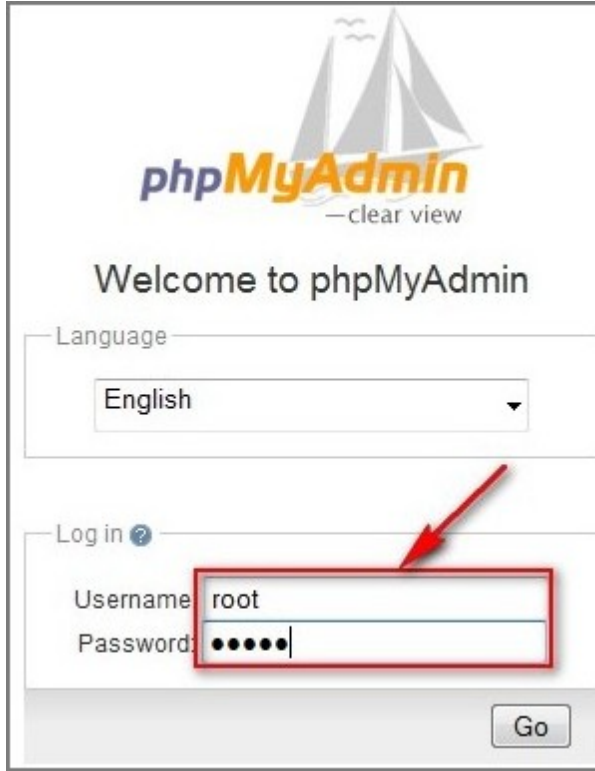 phpMyAdmin
—clear view
Welcome to phpMyAdmin
Language
English
Log in ?
Username root
Password: •••••
Go